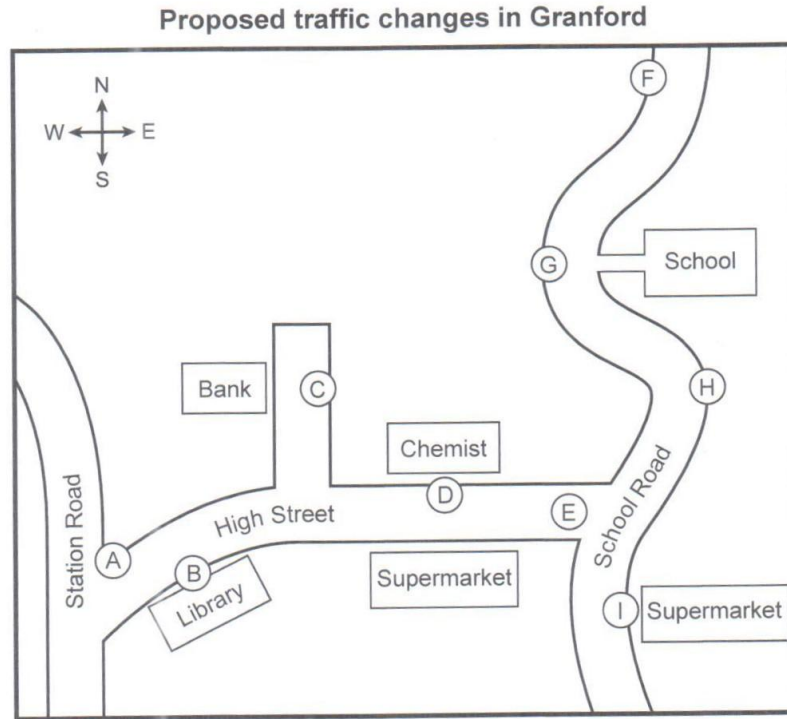 Proposed traffic changes in Granford
N
W E
S
F
G
School
Bank
C
H
Chemist
D
E
High Street
School Road
Station Road
A
B
Library
Supermarket
I
Supermarket